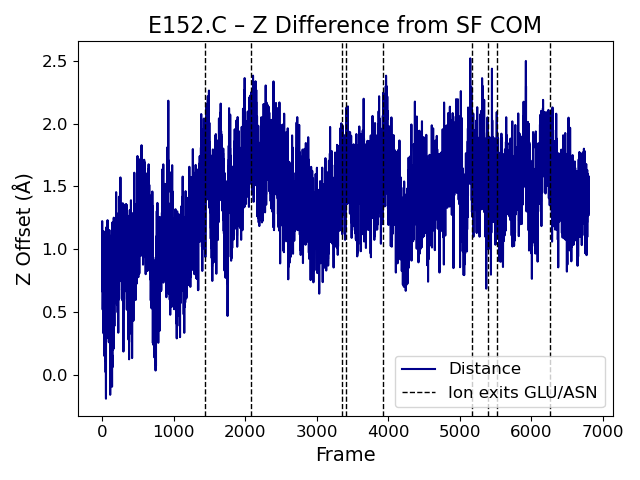 E152.C – Z Difference from SF COM
Z Offset (Å)
2.5
2.0
1.5
1.0
0.5
0.0
Distance
Ion exits GLU/ASN
0 1000 2000 3000 4000 5000 6000 7000
Frame